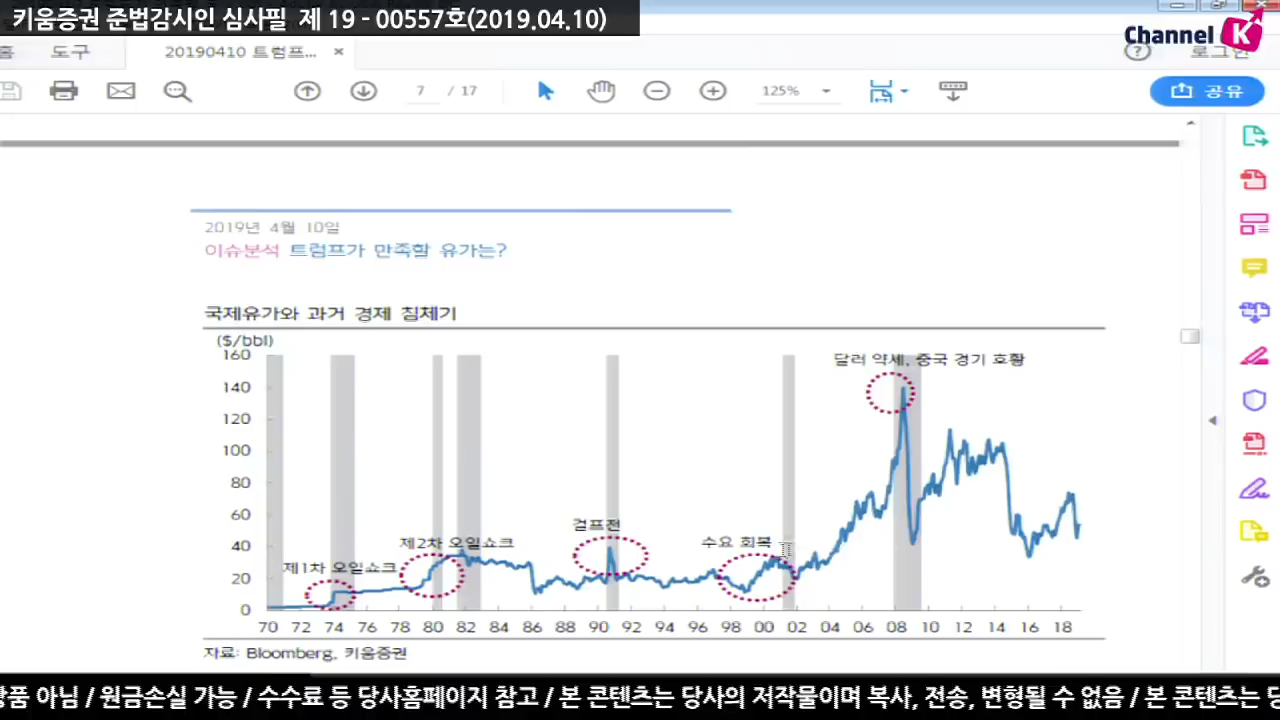 키움증권 준법감시인 심사필 제 19 - 00557호(2019.04.10)
Channel K
홈 도구 20190410 트럼프... × ? 로그인
7 / 17 125% 공유
2019년 4월 10일
이슈분석 트럼프가 만족할 유가는?
국제유가와 과거 경제 침체기
($/bbl)
160
140
120
100
80
60
40
20
0
달러 약세, 중국 경기 호황
걸프전
수요 회복
제2차 오일쇼크
제1차 오일쇼크
70 72 74 76 78 80 82 84 86 88 90 92 94 96 98 00 02 04 06 08 10 12 14 16 18
자료: Bloomberg, 키움증권
아님 / 원금손실 가능 / 수수료 등 당사홈페이지 참고 / 본 콘텐츠는 당사의 저작물이며 복사, 전송, 변형될 수 없음 / 본 콘텐츠는